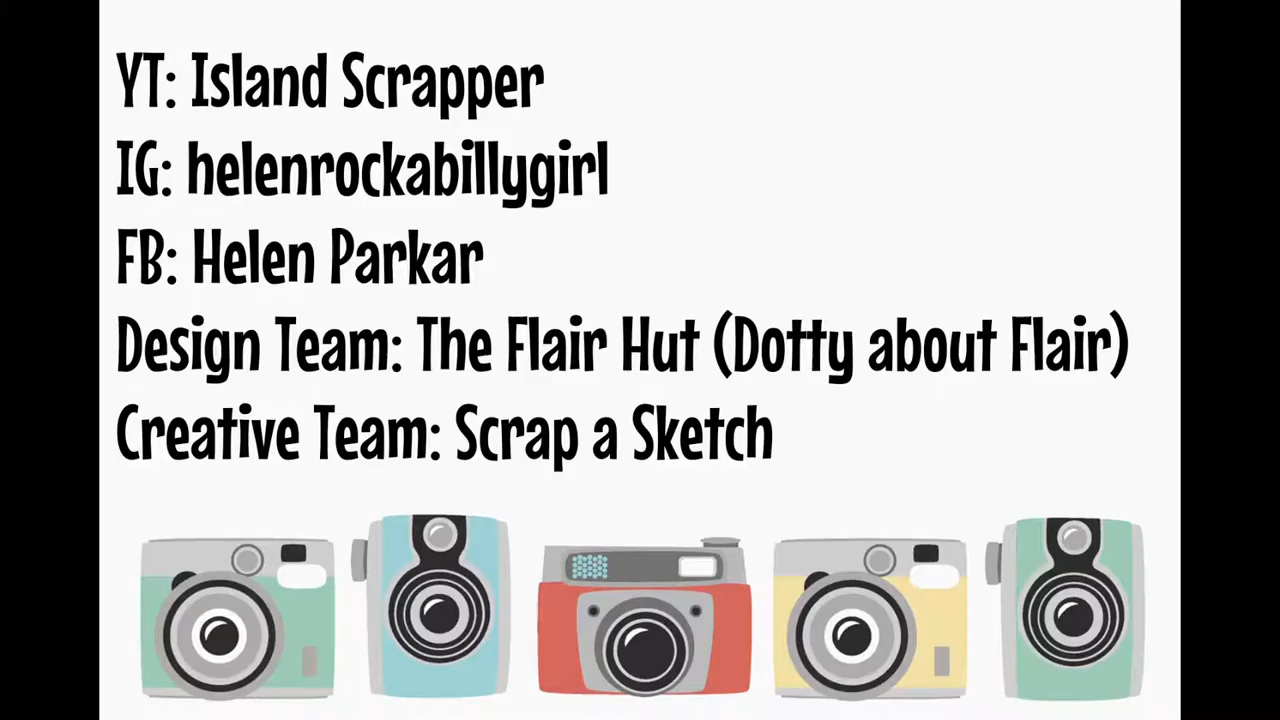 YT: Island Scrapper
IG: helenrockabillygirl
FB: Helen Parkar
Design Team: The Flair Hut (Dotty about Flair)
Creative Team: Scrap a Sketch